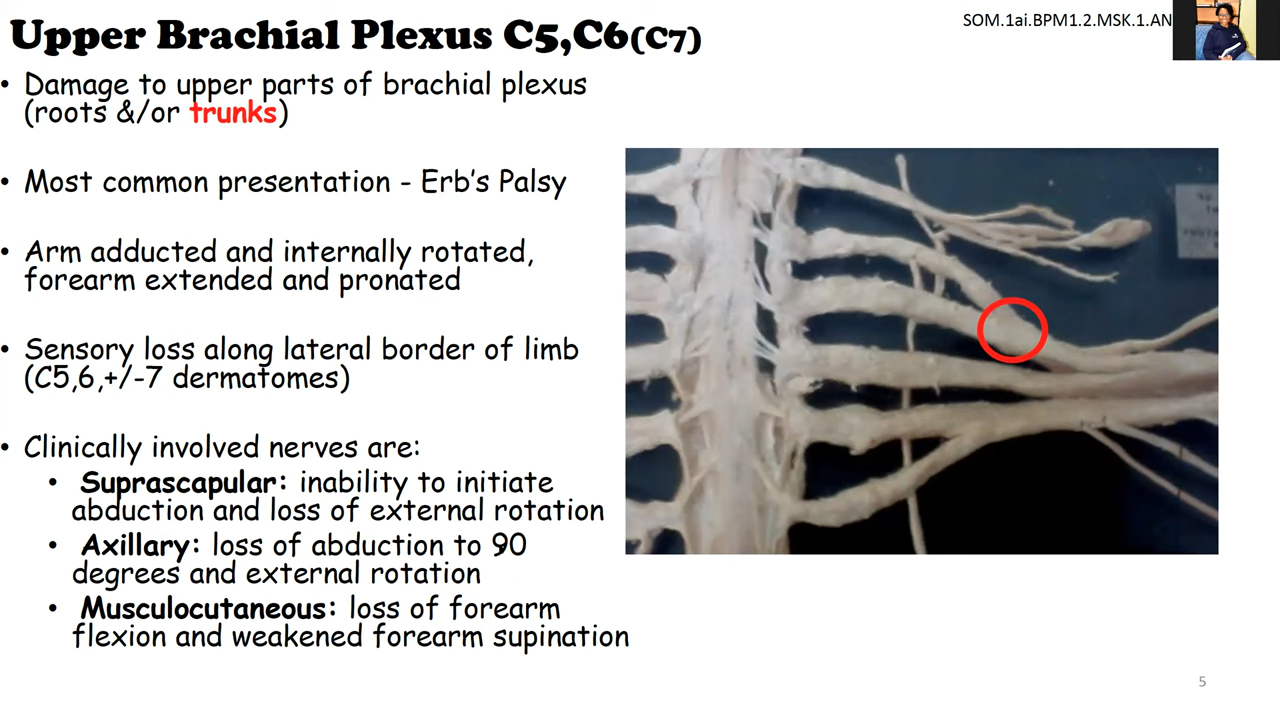 Upper Brachial Plexus C5,C6(C7)
SOM.1ai.BPM1.2.MSK.1.AN
• Damage to upper parts of brachial plexus
(roots &/or trunks)
• Most common presentation - Erb's Palsy
• Arm adducted and internally rotated,
forearm extended and pronated
• Sensory loss along lateral border of limb
(C5,6,+/-7 dermatomes)
• Clinically involved nerves are:
• Suprascapular: inability to initiate
abduction and loss of external rotation
• Axillary: loss of abduction to 90
degrees and external rotation
• Musculocutaneous: loss of forearm
flexion and weakened forearm supination
5